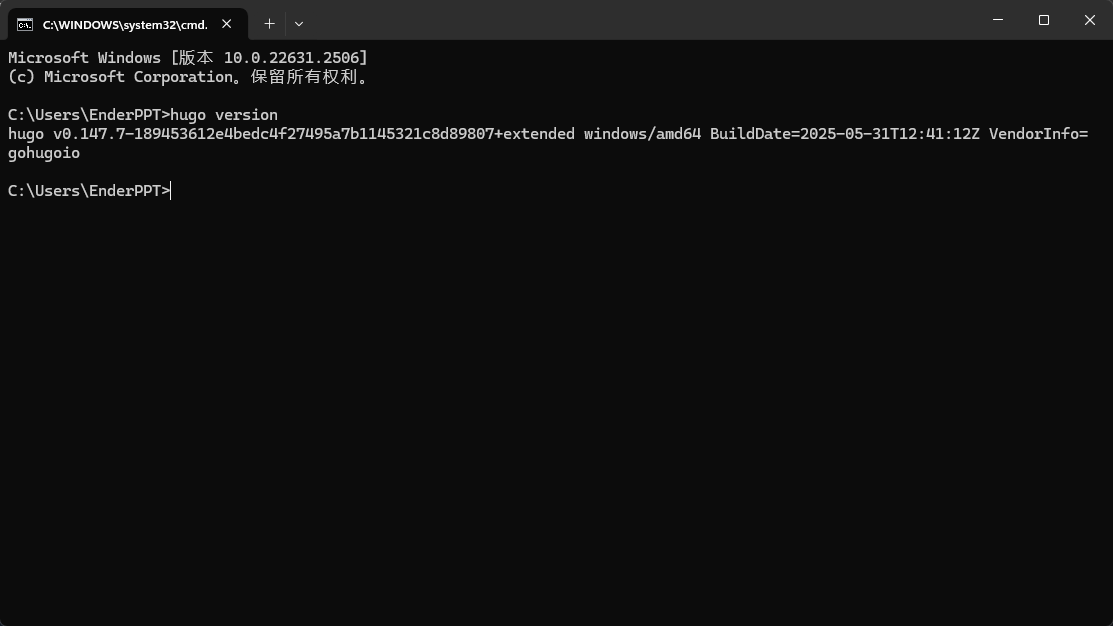 C:\WINDOWS\system32\cmd.
Microsoft Windows [版本 10.0.22631.2506]
(c) Microsoft Corporation。保留所有权利。
C:\Users\EnderPPT>hugo version
hugo v0.147.7-189453612e4bedc4f27495a7b1145321c8d89807+extended windows/amd64 BuildDate=2025-05-31T12:41:12Z VendorInfo=
gohugoio
C:\Users\EnderPPT>